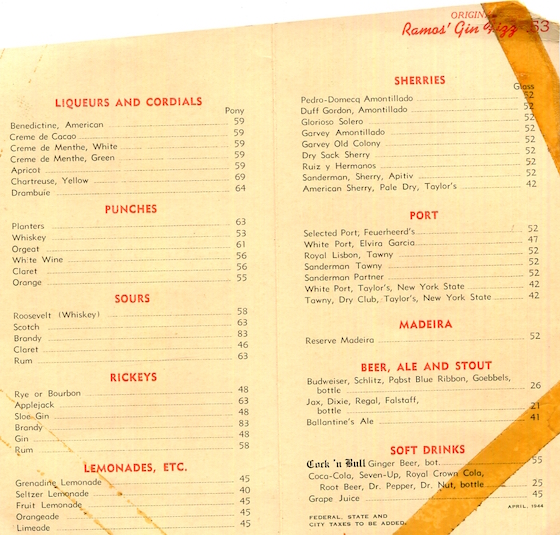 ORIGINAL
Ramos' Gin Fizz 63
LIQUEURS AND CORDIALS
Pony
Benedictine, American 59
Creme de Cacao 59
Creme de Menthe, White 59
Creme de Menthe, Green 59
Apricot 59
Chartreuse, Yellow 69
Drambuie 64
PUNCHES
Planters 63
Whiskey 53
Orgeat 61
White Wine 56
Claret 56
Orange 55
SOURS
Roosevelt (Whiskey) 58
Scotch 63
Brandy 83
Claret 46
Rum 63
RICKEYS
Rye or Bourbon 48
Applejack 63
Sloe Gin 48
Brandy 83
Gin 48
Rum 58
LEMONADES, ETC.
Grenadine Lemonade 45
Seltzer Lemonade 40
Fruit Lemonade 45
Orangeade 45
Limeade 45
SHERRIES
Glass
Pedro-Domecq Amontillado 52
Duff Gordon, Amontillado 52
Glorioso Solero 52
Garvey Amontillado 52
Garvey Old Colony 52
Dry Sack Sherry 52
Ruiz y Hermanos 52
Sanderman, Sherry, Apitiv 52
American Sherry, Pale Dry, Taylor's 42
PORT
Selected Port; Feuerheerd's 52
White Port, Elvira Garcia 47
Royal Lisbon, Tawny 52
Sanderman Tawny 52
Sanderman Partner 52
White Port, Taylor's, New York State 42
Tawny, Dry Club, Taylor's, New York State 42
MADEIRA
Reserve Madeira 52
BEER, ALE AND STOUT
Budweiser, Schlitz, Pabst Blue Ribbon, Goebbels,
bottle 26
Jax, Dixie, Regal, Falstaff,
bottle 21
Ballantine's Ale 41
SOFT DRINKS
Cock 'n Bull Ginger Beer, bot. 55
Coca-Cola, Seven-Up, Royal Crown Cola,
Root Beer, Dr. Pepper, Dr. Nut, bottle 25
Grape Juice 45
APRIL, 1944
FEDERAL, STATE AND
CITY TAXES TO BE ADDED